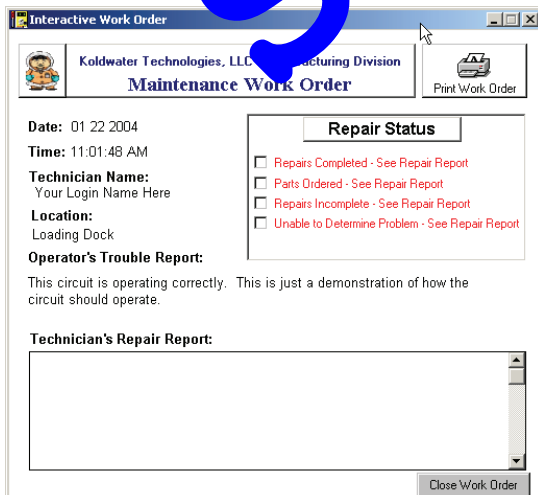 Interactive Work Order
Koldwater Technologies, LLC Division
Maintenance Work Order
Print Work Order
Date: 01 22 2004
Time: 11:01:48 AM
Technician Name:
Your Login Name Here
Location:
Loading Dock
Repair Status
Repairs Completed - See Repair Report
Parts Ordered - See Repair Report
Repairs Incomplete - See Repair Report
Unable to Determine Problem - See Repair Report
Operator's Trouble Report:
This circuit is operating correctly. This is just a demonstration of how the
circuit should operate.
Technician's Repair Report:
Close Work Order